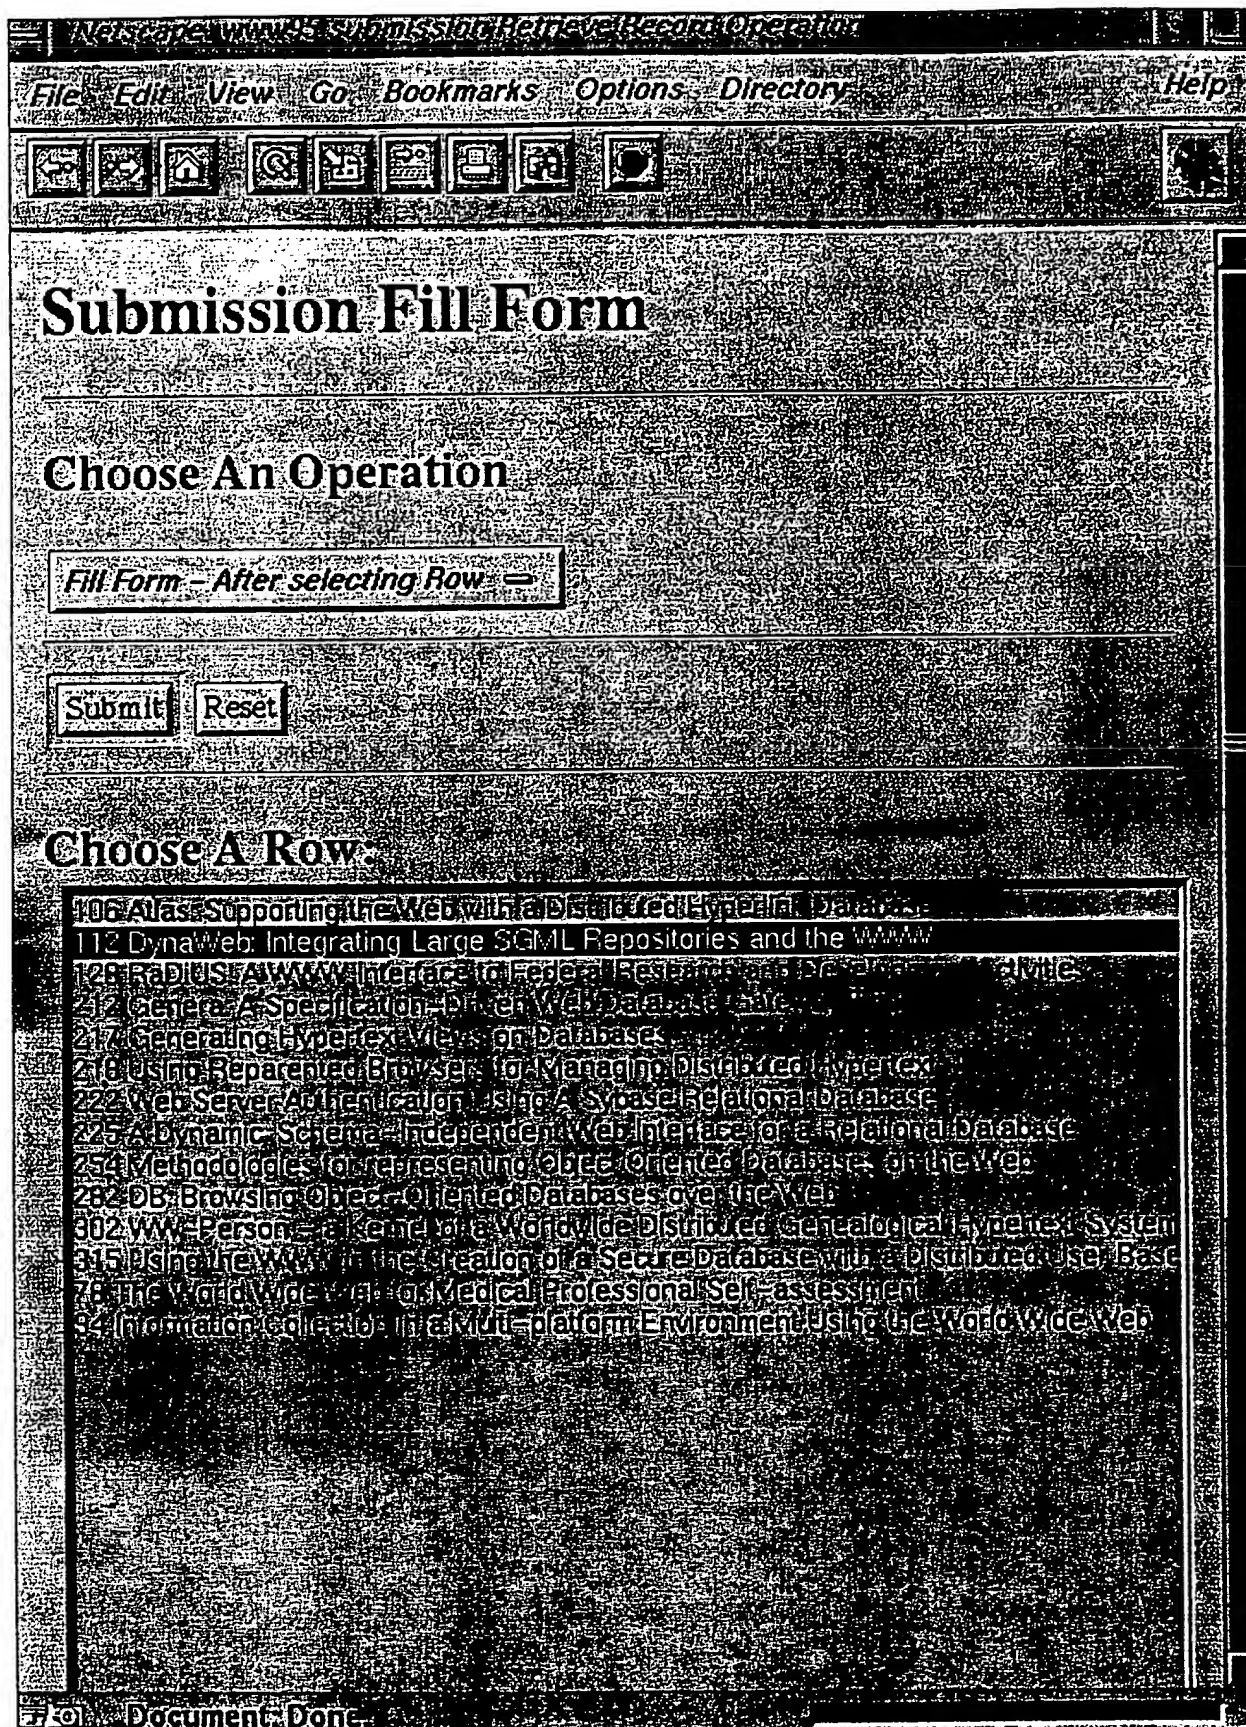 Netscape: www95 submission Retrieve Record Operation
File Edit View Go Bookmarks Options Directory Help
Submission Fill Form
Choose An Operation
Fill Form – After selecting Row
Submit Reset
Choose A Row:
106 Atlas: Supporting the Web with a Distributed Hyperlink Database
112 DynaWeb: Integrating Large SGML Repositories and the WWW
128 RaDiUS: A WWW Interface to Federal Research and Development Activities
212 Genera: A Specification-Driven Web/Database
217 Generating Hypertext Views on Databases
218 Using Reparented Browsers for Managing Distributed Hypertext
222 Web Server Authentication Using A Sybase Relational Database
225 A Dynamic, Schema-Independent Web Interface for a Relational Database
254 Methodologies for representing Object Oriented Databases on the Web
282 DB: Browsing Object-Oriented Databases over the Web
302 WW-Person – a Kernel of a Worldwide Distributed Genealogical Hypertext System
315 Using the WWW in the Creation of a Secure Database with a Distributed User Base
78 The World Wide Web for Medical Professional Self-assessment
94 Information Collection in a Multi-platform Environment Using the World Wide Web
Document: Done